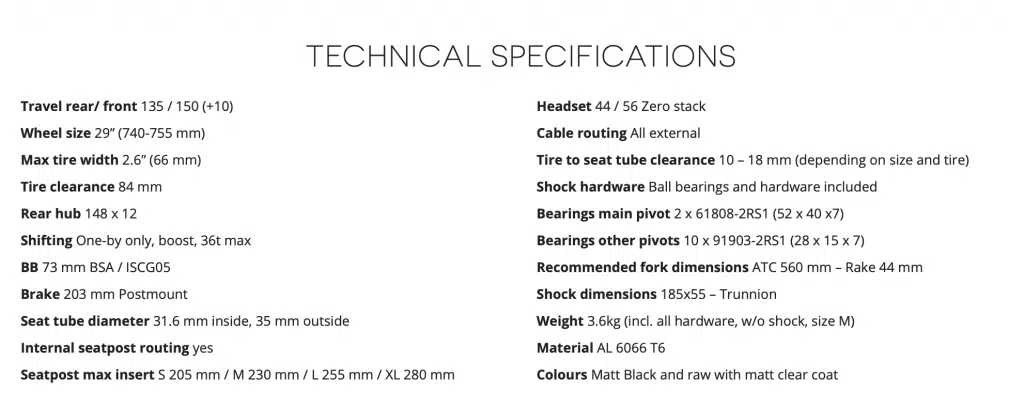 TECHNICAL SPECIFICATIONS
Travel rear/ front 135 / 150 (+10)
Wheel size 29” (740-755 mm)
Max tire width 2.6” (66 mm)
Tire clearance 84 mm
Rear hub 148 x 12
Shifting One-by only, boost, 36t max
BB 73 mm BSA / ISCG05
Brake 203 mm Postmount
Seat tube diameter 31.6 mm inside, 35 mm outside
Internal seatpost routing yes
Seatpost max insert S 205 mm / M 230 mm / L 255 mm / XL 280 mm
Headset 44 / 56 Zero stack
Cable routing All external
Tire to seat tube clearance 10 – 18 mm (depending on size and tire)
Shock hardware Ball bearings and hardware included
Bearings main pivot 2 x 61808-2RS1 (52 x 40 x7)
Bearings other pivots 10 x 91903-2RS1 (28 x 15 x 7)
Recommended fork dimensions ATC 560 mm – Rake 44 mm
Shock dimensions 185x55 – Trunnion
Weight 3.6kg (incl. all hardware, w/o shock, size M)
Material AL 6066 T6
Colours Matt Black and raw with matt clear coat